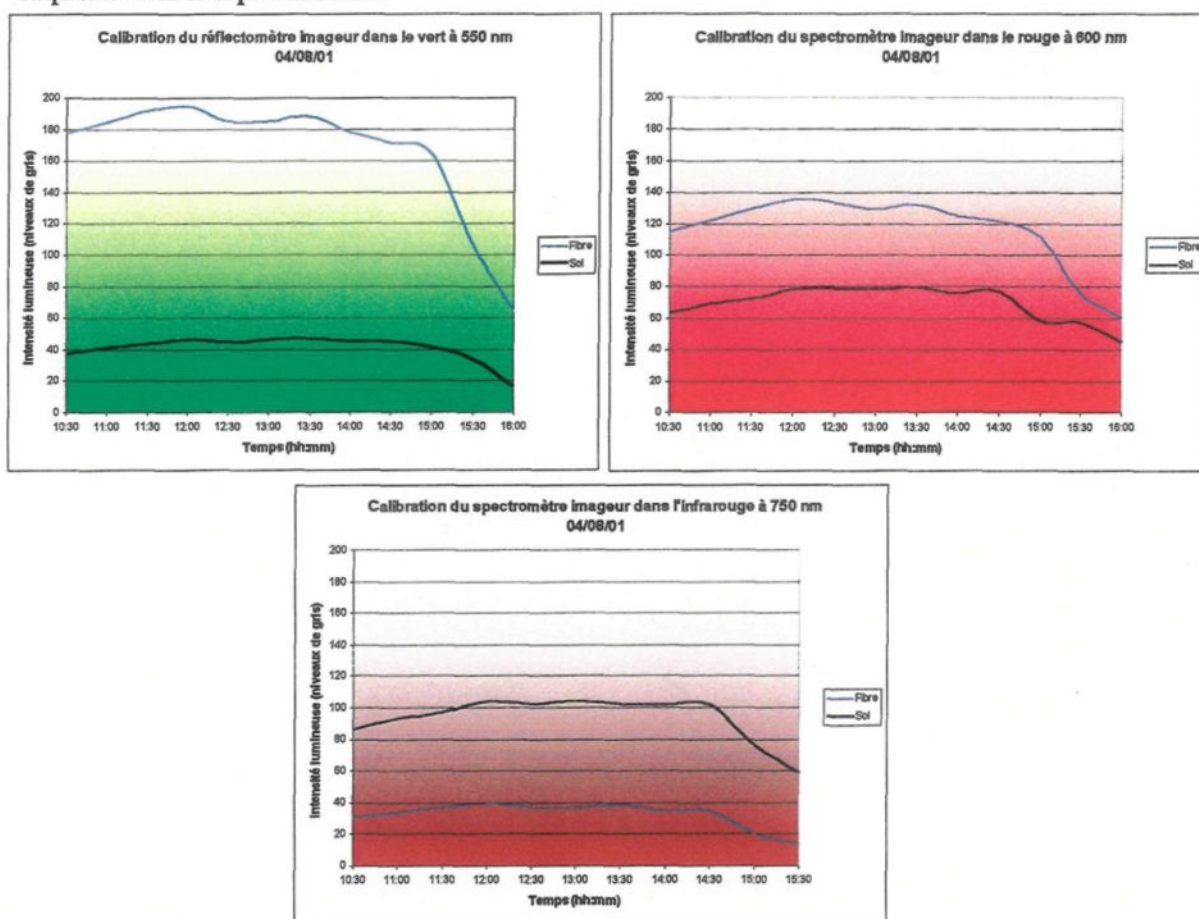 Calibration du réflectomètre imageur dans le vert à 550 nm
04/08/01
Intensité lumineuse (niveaux de gris)
200
180
160
140
120
100
80
60
40
20
0
10:30 11:00 11:30 12:00 12:30 13:00 13:30 14:00 14:30 15:00 15:30 16:00
Temps (hh:mm)
Fibre
Sol
Calibration du spectromètre imageur dans le rouge à 600 nm
04/08/01
Intensité lumineuse (niveaux de gris)
200
180
160
140
120
100
80
60
40
20
0
10:30 11:00 11:30 12:00 12:30 13:00 13:30 14:00 14:30 15:00 15:30 16:00
Temps (hh:mm)
Fibre
Sol
Calibration du spectromètre imageur dans l'infrarouge à 750 nm
04/08/01
Intensité lumineuse (niveaux de gris)
200
180
160
140
120
100
80
60
40
20
0
10:30 11:00 11:30 12:00 12:30 13:00 13:30 14:00 14:30 15:00 15:30
Temps (hh:mm)
Fibre
Sol